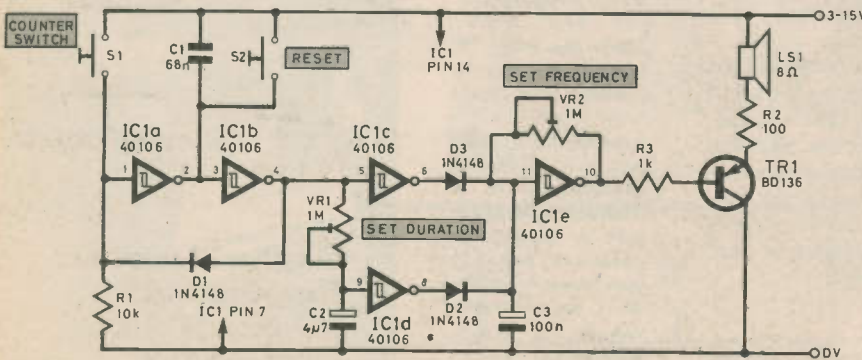 COUNTER
SWITCH
S1
C1
68n
S2
RESET
IC1
PIN 14
3-15V
LS1
8Ω
SET FREQUENCY
VR2
1M
R2
100
IC1a
40106
IC1b
40106
IC1c
40106
D3
1N4148
R3
1k
TR1
BD136
1
2
3
4
5
6
11
10
IC1e
40106
VR1
1M
SET DURATION
D1
1N4148
R1
10k
IC1 PIN 7
C2
4µ7
9
8
IC1d
40106
D2
1N4148
C3
100n
0V